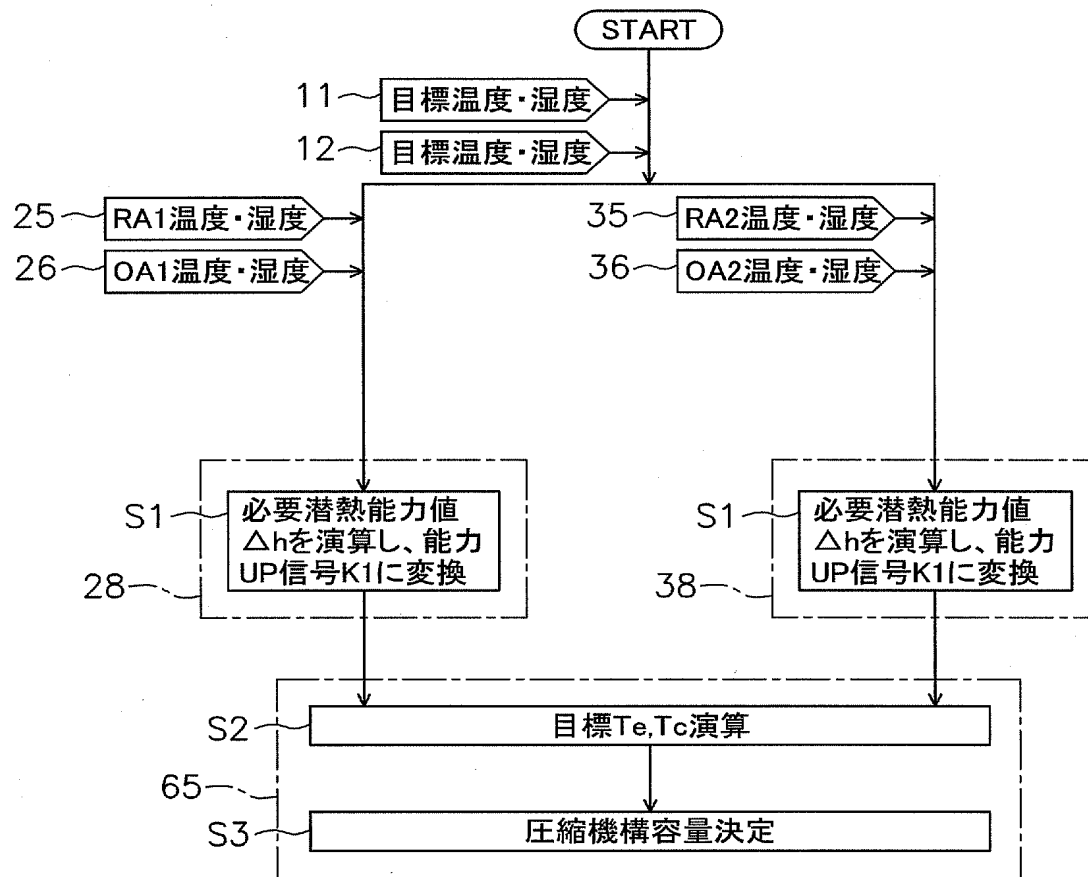 START
11 目標温度・湿度
12 目標温度・湿度
25 RA1温度・湿度
35 RA2温度・湿度
26 OA1温度・湿度
36 OA2温度・湿度
S1 必要潜熱能力値
△hを演算し、能力
UP信号K1に変換
28
S1 必要潜熱能力値
△hを演算し、能力
UP信号K1に変換
38
S2 目標Te,Tc演算
65
S3 圧縮機構容量決定